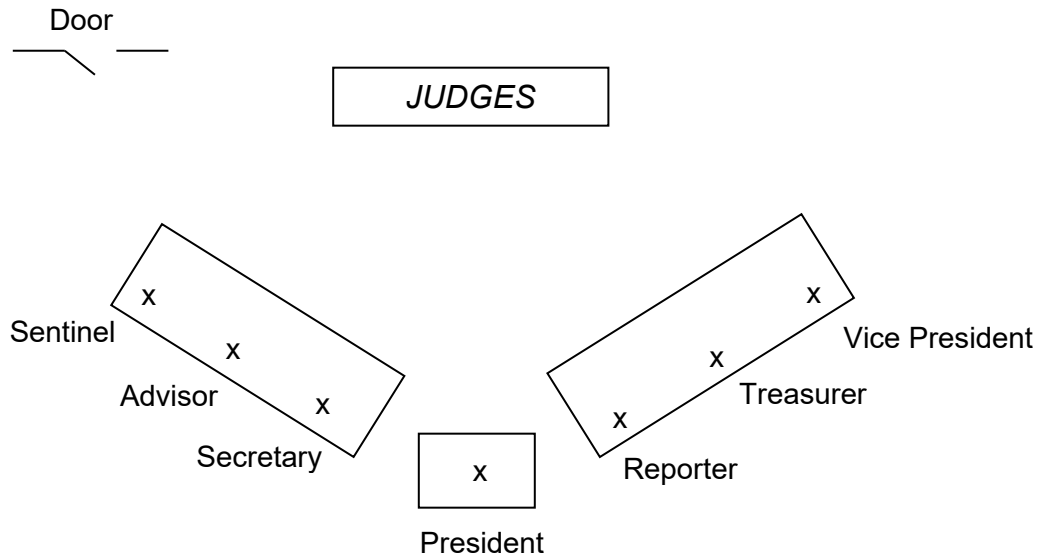 Door
JUDGES
x
x
x
x
x
x
x
Sentinel
Advisor
Secretary
President
Reporter
Treasurer
Vice President